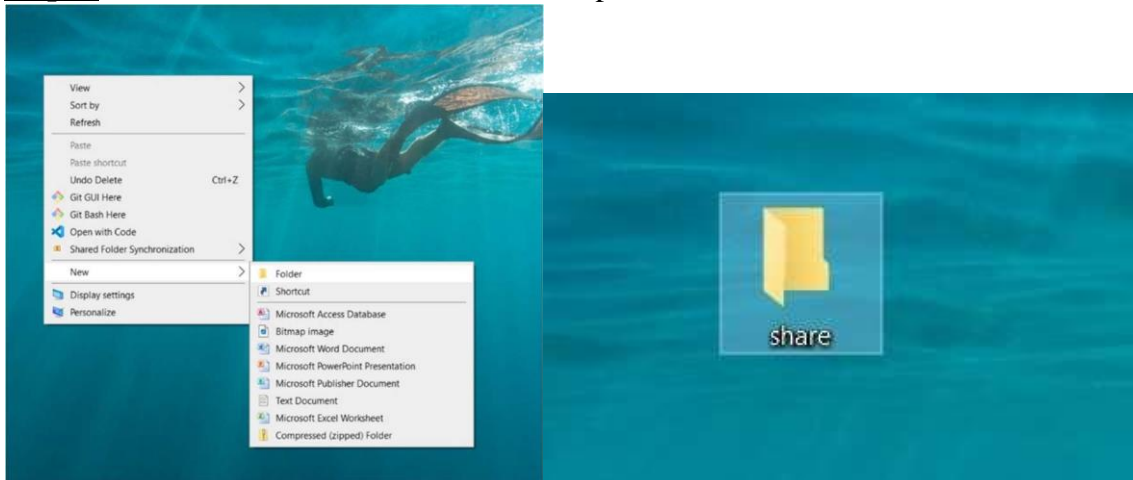 View
Sort by
Refresh
Paste
Paste shortcut
Undo Delete Ctrl+Z
Git GUI Here
Git Bash Here
Open with Code
Shared Folder Synchronization
New
Display settings
Personalize
Folder
Shortcut
Microsoft Access Database
Bitmap image
Microsoft Word Document
Microsoft PowerPoint Presentation
Microsoft Publisher Document
Text Document
Microsoft Excel Worksheet
Compressed (zipped) Folder
share